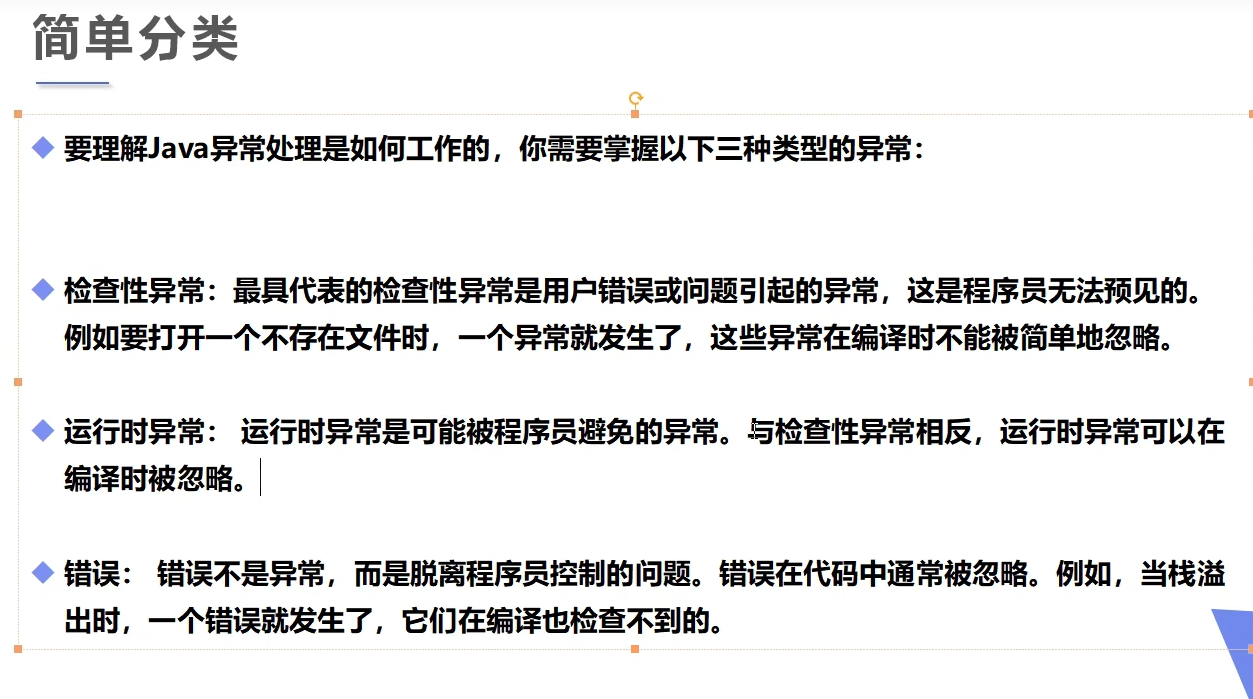 简单分类
要理解Java异常处理是如何工作的，你需要掌握以下三种类型的异常：
检查性异常：最具代表的检查性异常是用户错误或问题引起的异常，这是程序员无法预见的。
例如要打开一个不存在文件时，一个异常就发生了，这些异常在编译时不能被简单地忽略。
运行时异常： 运行时异常是可能被程序员避免的异常。与检查性异常相反，运行时异常可以在
编译时被忽略。
错误： 错误不是异常，而是脱离程序员控制的问题。错误在代码中通常被忽略。例如，当栈溢
出时，一个错误就发生了，它们在编译也检查不到的。